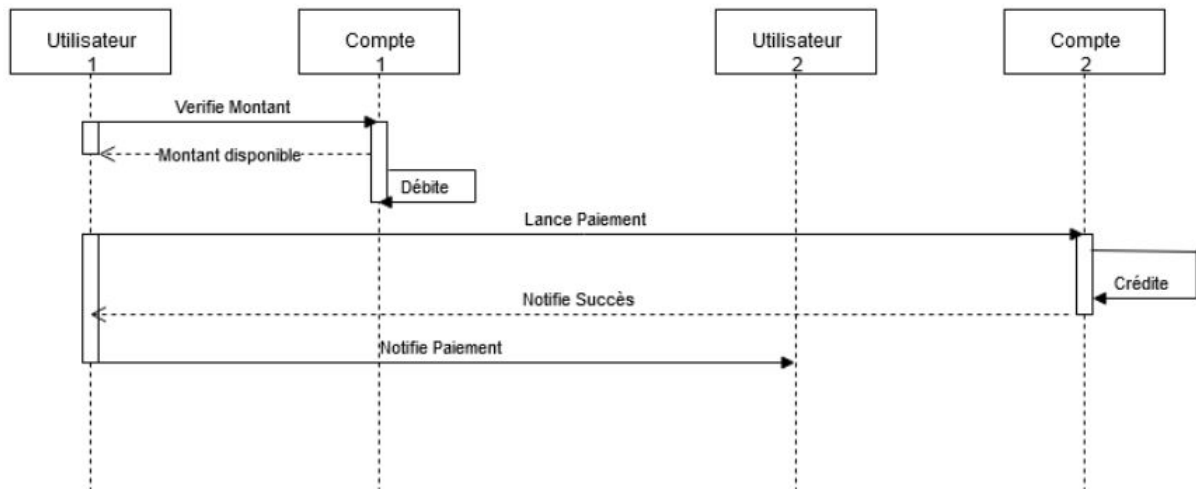 Utilisateur
1
Compte
1
Utilisateur
2
Compte
2
Verifie Montant
Montant disponible
Débite
Lance Paiement
Crédite
Notifie Succès
Notifie Paiement